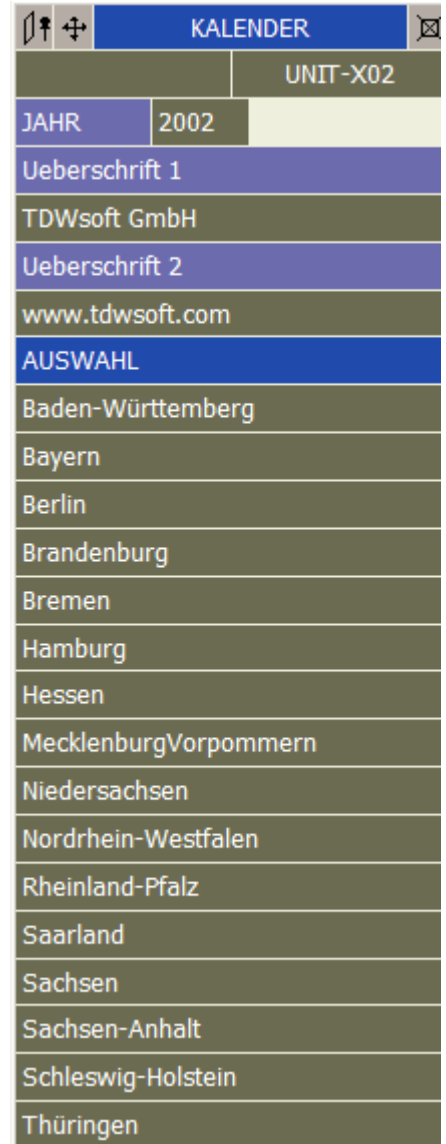 KALENDER
UNIT-X02
JAHR 2002
Ueberschrift 1
TDWsoft GmbH
Ueberschrift 2
www.tdwsoft.com
AUSWAHL
Baden-Württemberg
Bayern
Berlin
Brandenburg
Bremen
Hamburg
Hessen
MecklenburgVorpommern
Niedersachsen
Nordrhein-Westfalen
Rheinland-Pfalz
Saarland
Sachsen
Sachsen-Anhalt
Schleswig-Holstein
Thüringen